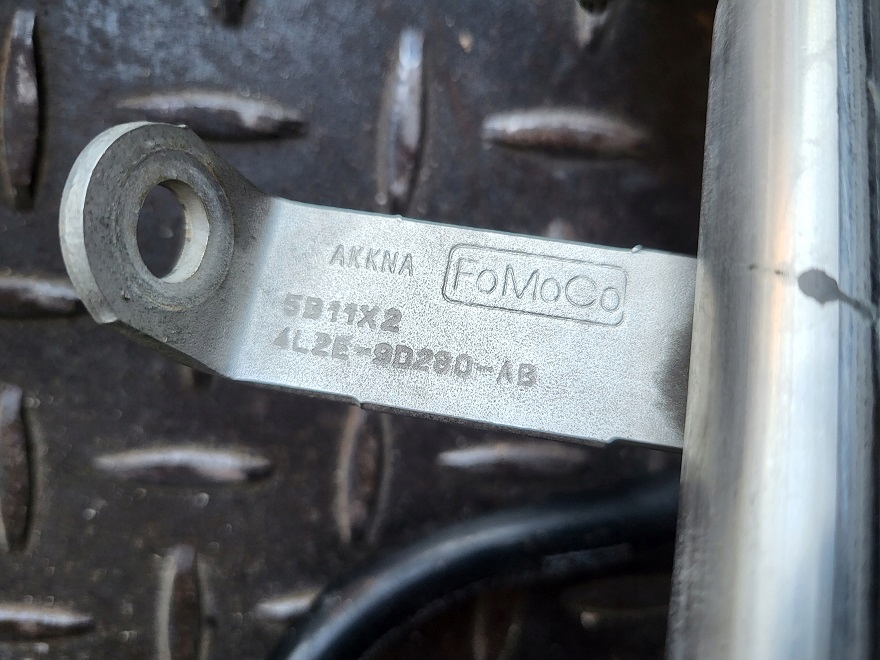 AKKNA FoMoCo
5B11X2
4L2E-9D280-AB